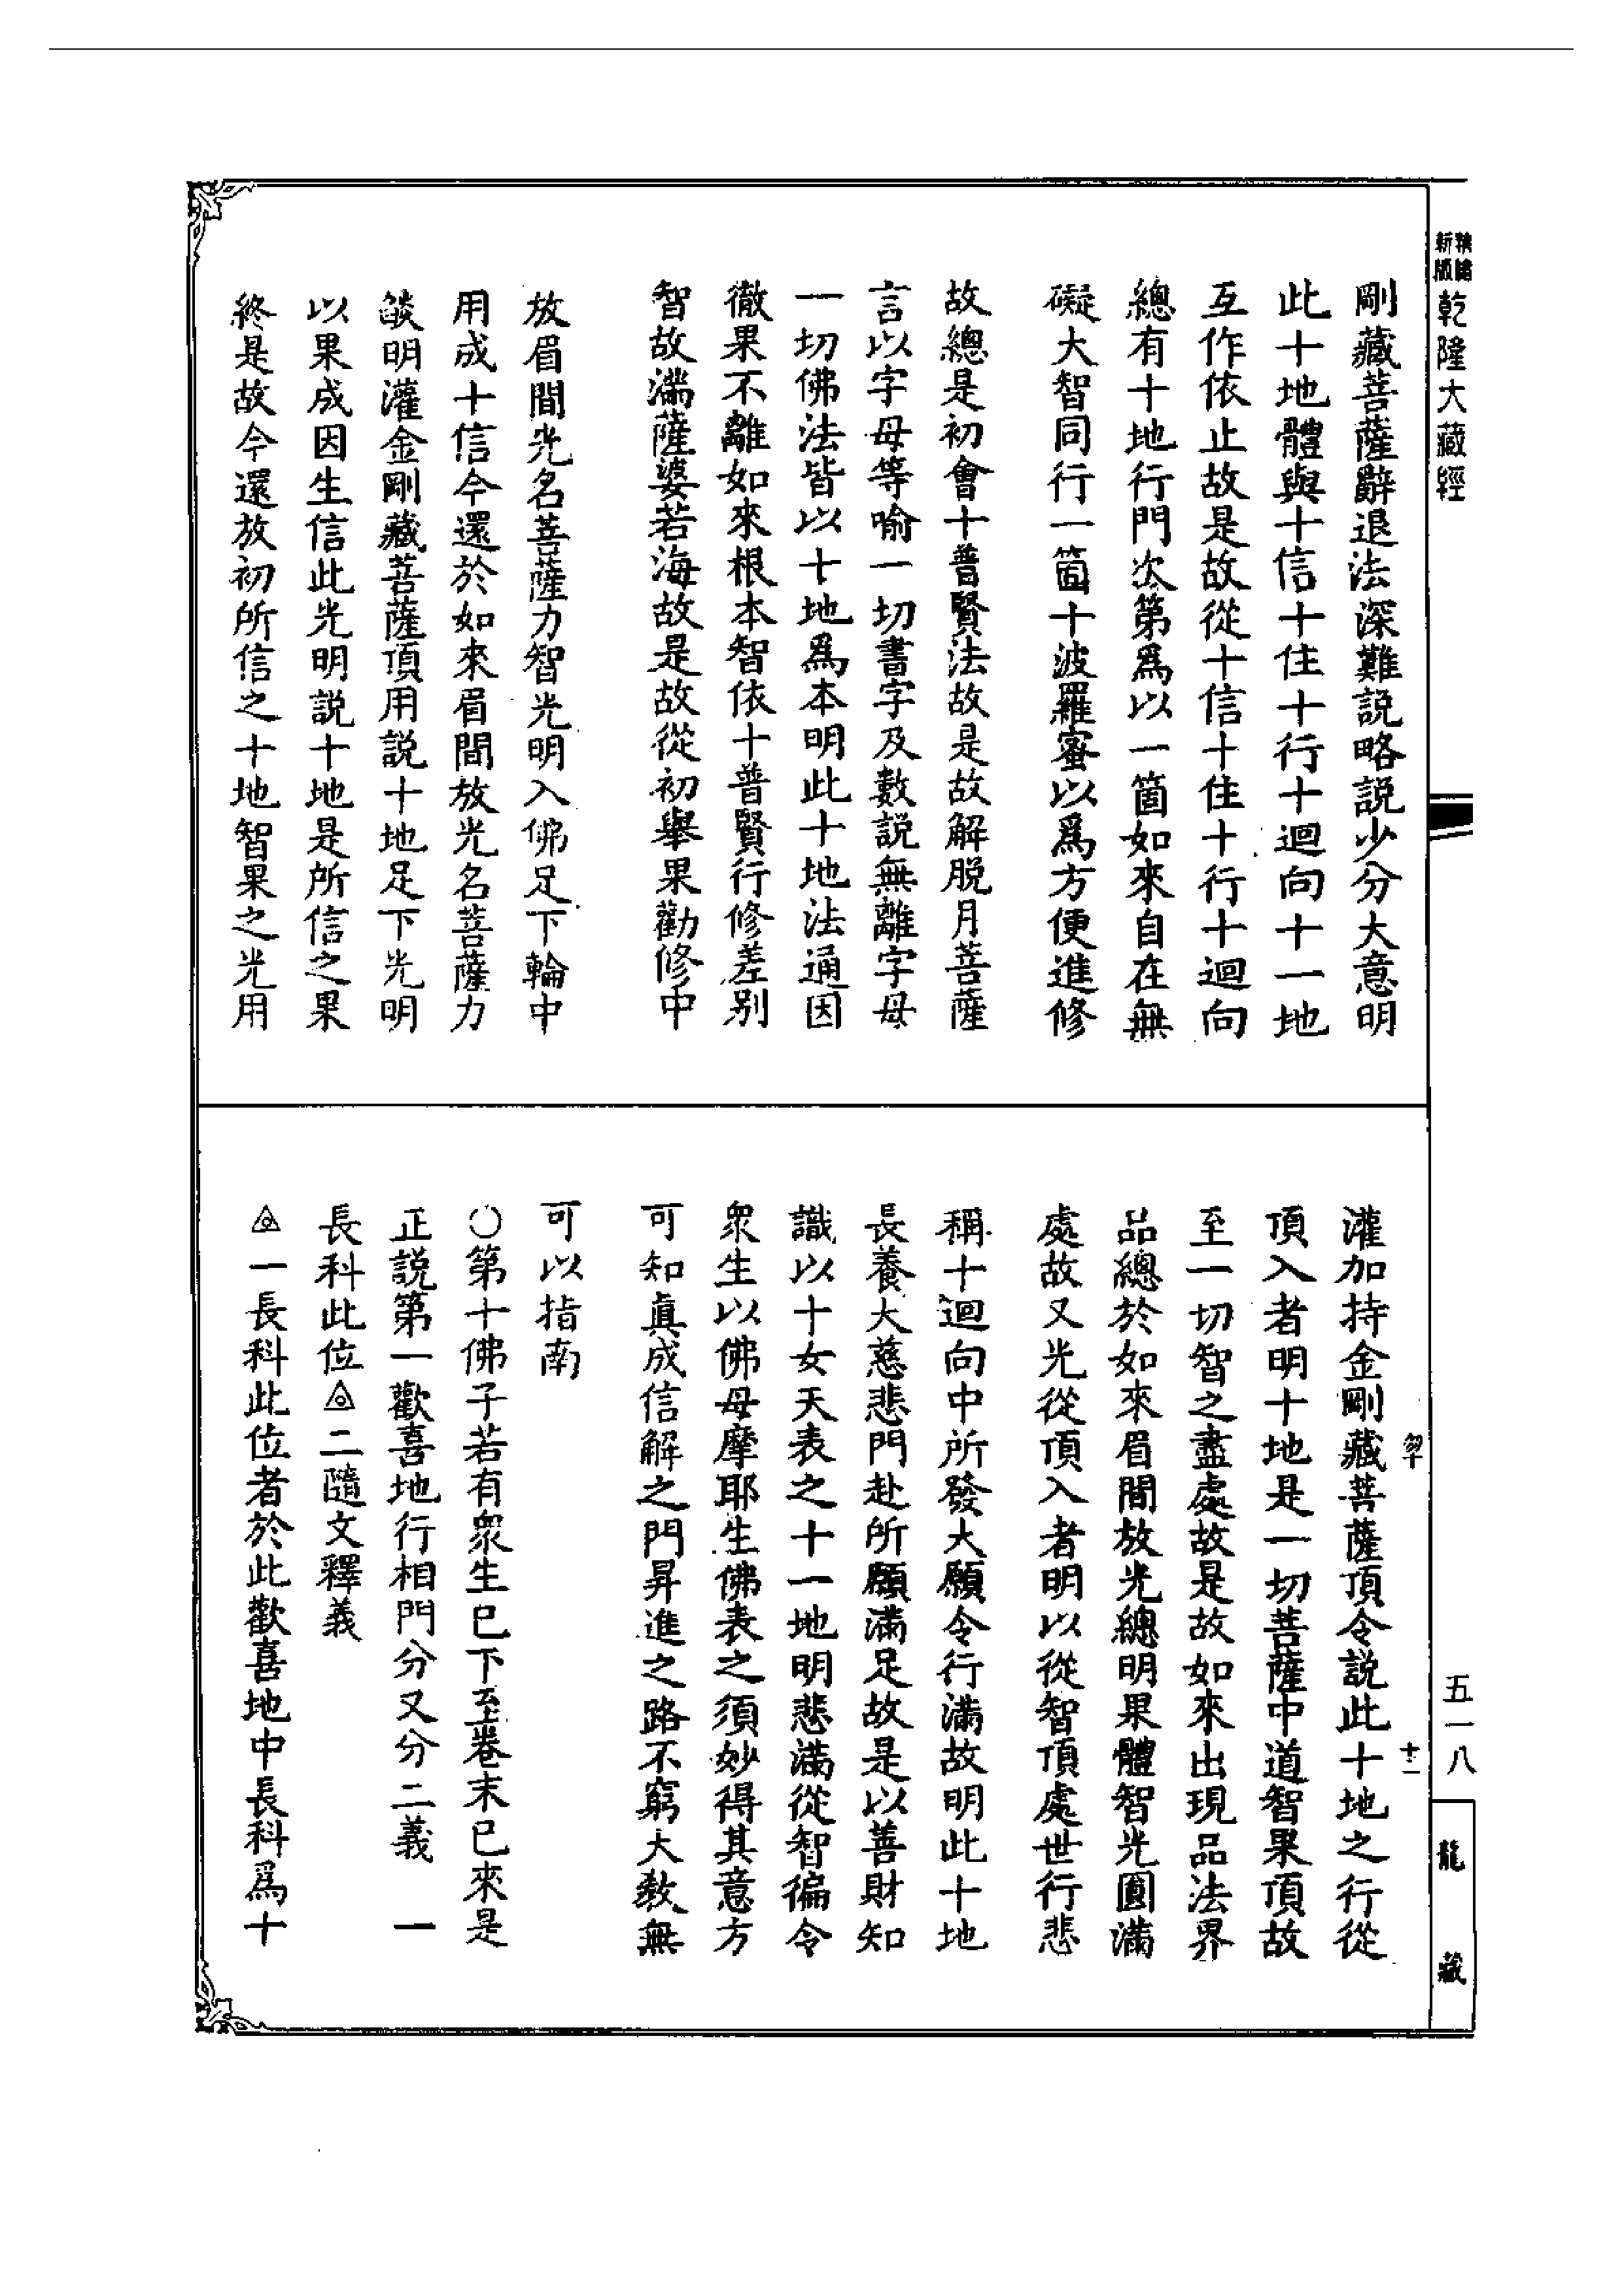 新版精縮乾隆大藏經
剛藏菩薩辭退法深難説略説少分大意明
此十地體與十信十住十行十迴向十一地
互作依止故是故從十信十住十行十迴向
總有十地行門次第爲以一箇如來自在無
礙大智同行一箇十波羅蜜以爲方便進修
故總是初會十普賢法故是故解脱月菩薩
言以字母等喻一切書字及數説無離字母
一切佛法皆以十地爲本明此十地法通因
徹果不離如來根本智依十普賢行修差别
智故滿薩婆若海故是故從初舉果勸修中
放眉間光名菩薩力智光明入佛足下輪中
用成十信今還於如來眉間放光名菩薩力
燄明灌金剛藏菩薩頂用説十地足下光明
以果成因生信此光明説十地是所信之果
終是故今還放初所信之十地智果之光用
灌加持金剛藏菩薩頂令説此十地之行從
頂入者明十地是一切菩薩中道智果頂故
至一切智之盡處故是故如來出現品法界
品總於如來眉間放光總明果體智光圓滿
處故又光從頂入者明以從智頂處世行悲
稱十迴向中所發大願令行滿故明此十地
長養大慈悲門赴所願滿足故是以善財知
識以十女天表之十一地明悲滿從智徧令
衆生以佛母摩耶生佛表之須妙得其意方
可知眞成信解之門昇進之路不窮大教無
可以指南
○第十佛子若有衆生已下至卷末已來是
正説第一歡喜地行相門分又分二義 一
長科此位◬二隨文釋義
◬一長科此位者於此歡喜地中長科爲十
十二
五一八
龍藏